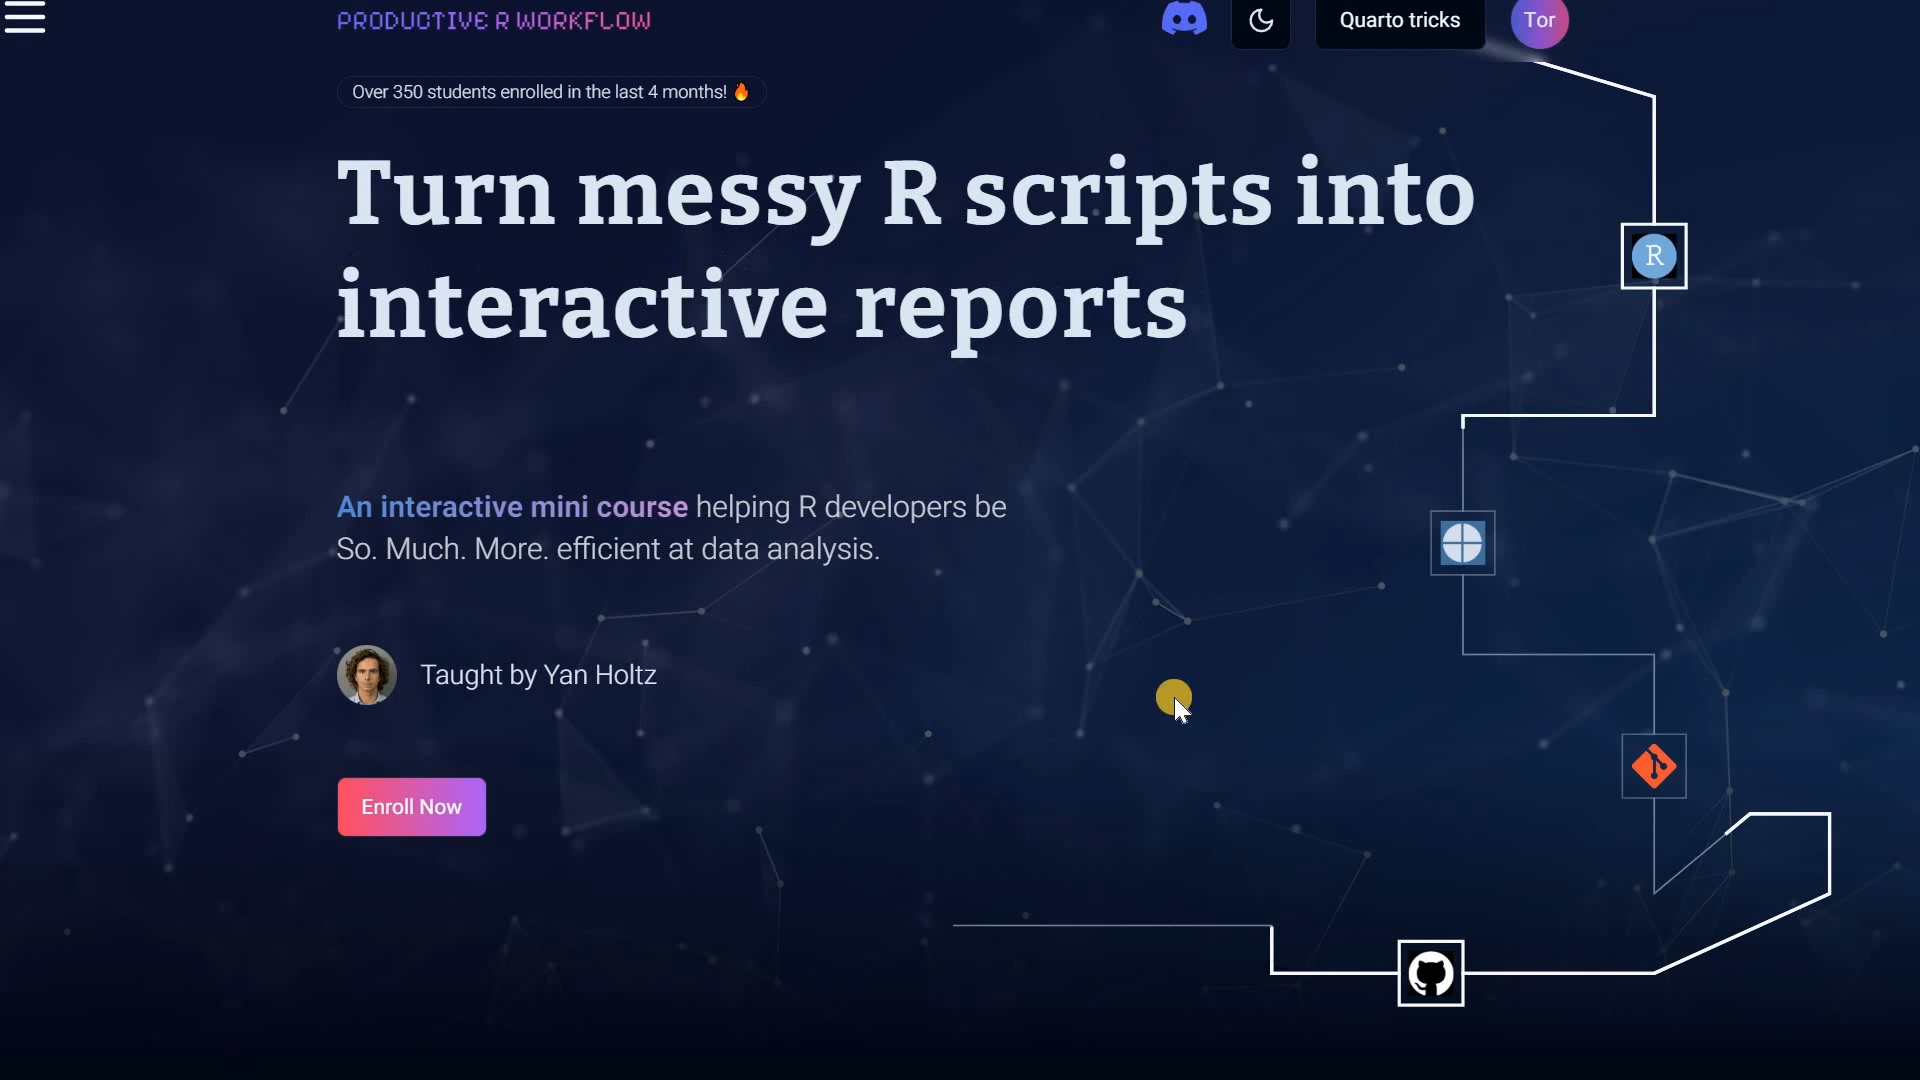 PRODUCTIVE R WORKFLOW
Quarto tricks
Tor
Over 350 students enrolled in the last 4 months! 🔥
Turn messy R scripts into
interactive reports
R
An interactive mini course helping R developers be
So. Much. More. efficient at data analysis.
Taught by Yan Holtz
Enroll Now